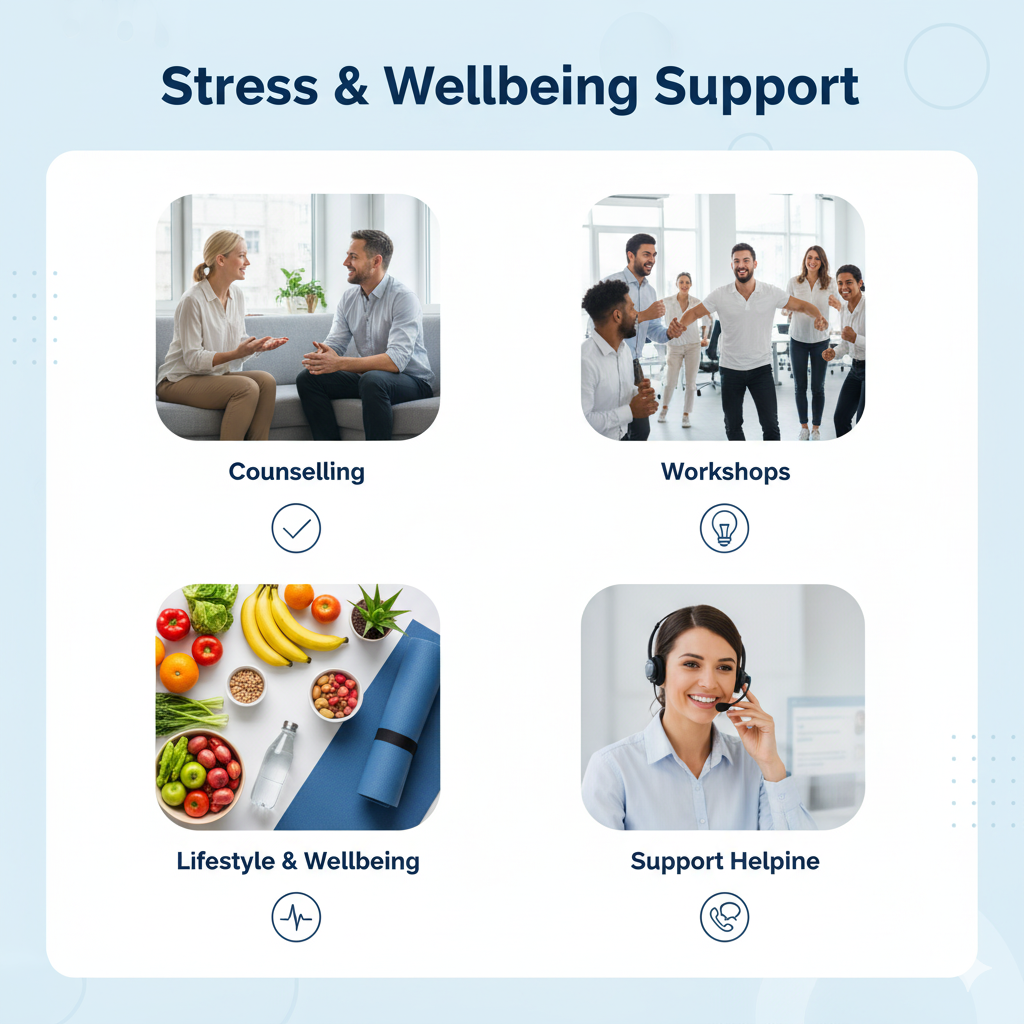 Stress & Wellbeing Support
Counselling
Workshops
Lifestyle & Wellbeing
Support Helpine